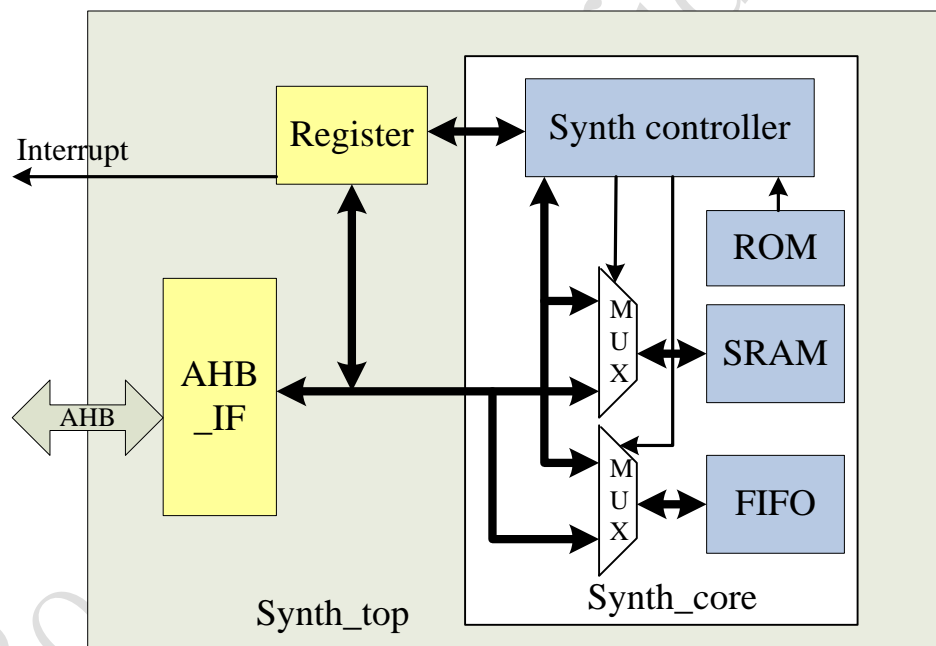 Register
Synth controller
Interrupt
ROM
AHB
_IF
AHB
M
U
X
SRAM
M
U
X
FIFO
Synth_core
Synth_top